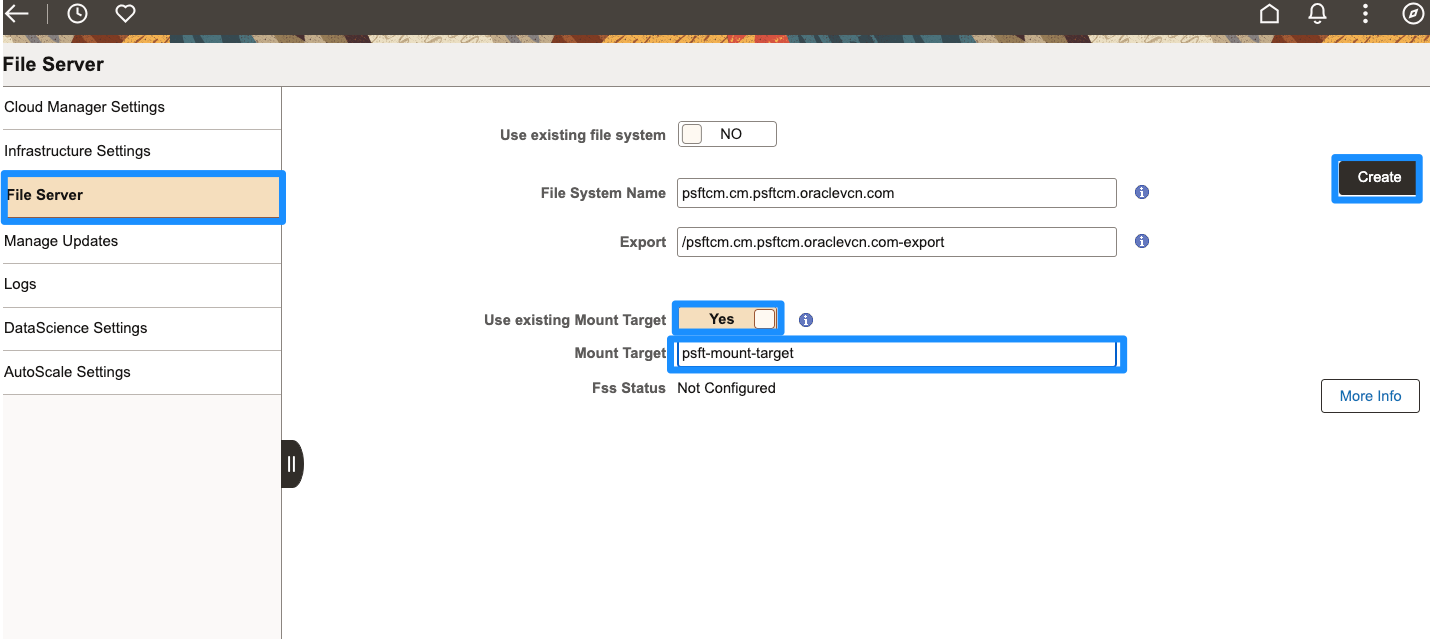 File Server
Cloud Manager Settings
Infrastructure Settings
File Server
Manage Updates
Logs
DataScience Settings
AutoScale Settings
Use existing file system NO
File System Name psftcm.cm.psftcm.oraclevcn.com
Create
Export /psftcm.cm.psftcm.oraclevcn.com-export
Use existing Mount Target Yes
Mount Target psft-mount-target
Fss Status Not Configured
More Info